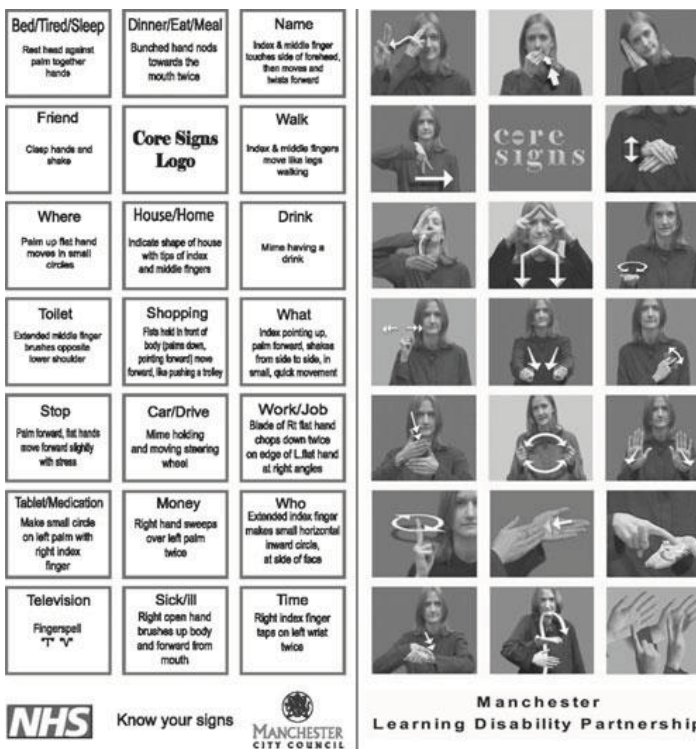 Bed/Tired/Sleep
Rest head against
palm together
hands
Dinner/Eat/Meal
Bunched hand nods
towards the
mouth twice
Name
Index & middle finger
touches side of forehead,
then moves and
twists forward
Friend
Clasp hands and
shake
Core Signs
Logo
Walk
Index & middle fingers
move like legs
walking
Where
Palm up flat hand
moves in small
circles
House/Home
Indicate shape of house
with tips of index
and middle fingers
Drink
Mime having a
drink
Toilet
Extended middle finger
brushes opposite
lower shoulder
Shopping
Fists held in front of
body (palms down,
pointing forward) move
forward, like pushing a trolley
What
Index pointing up,
palm forward, shakes
from side to side, in
small, quick movement
Stop
Palm forward, flat hands
move forward slightly
with stress
Car/Drive
Mime holding
and moving steering
wheel
Work/Job
Blade of Rt flat hand
chops down twice
on edge of L.flat hand
at right angles
Tablet/Medication
Make small circle
on left palm with
right index
finger
Money
Right hand sweeps
over left palm
twice
Who
Extended index finger
makes small horizontal
inward circle,
at side of face
Television
Fingerspell
T V
Sick/ill
Right open hand
brushes up body
and forward from
mouth
Time
Right index finger
taps on left wrist
twice
NHS
Know your signs
MANCHESTER
CITY COUNCIL
core
signs
Manchester
Learning Disability Partnership